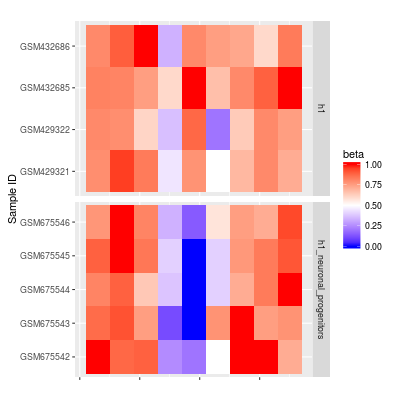 GSM432686
GSM432685
GSM429322
GSM429321
h1
GSM675546
GSM675545
GSM675544
GSM675543
GSM675542
h1_neuronal_progenitors
Sample ID
beta
1.00
0.75
0.50
0.25
0.00